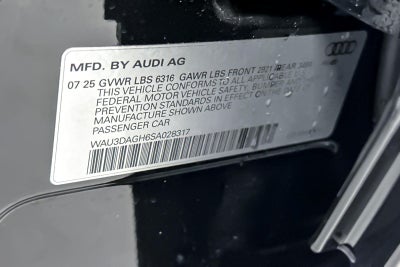 MFD. BY AUDI AG
07 25 GVWR LBS 6316 GAWR LBS FRONT 2921 REAR
THIS VEHICLE CONFORMS TO ALL APPLICABLE U.S.
FEDERAL MOTOR VEHICLE SAFETY, BUMPER AND THEFT
PREVENTION STANDARDS IN EFFECT ON THE DATE OF
MANUFACTURE SHOWN ABOVE
PASSENGER CAR
WAU3DAGH6SA028317